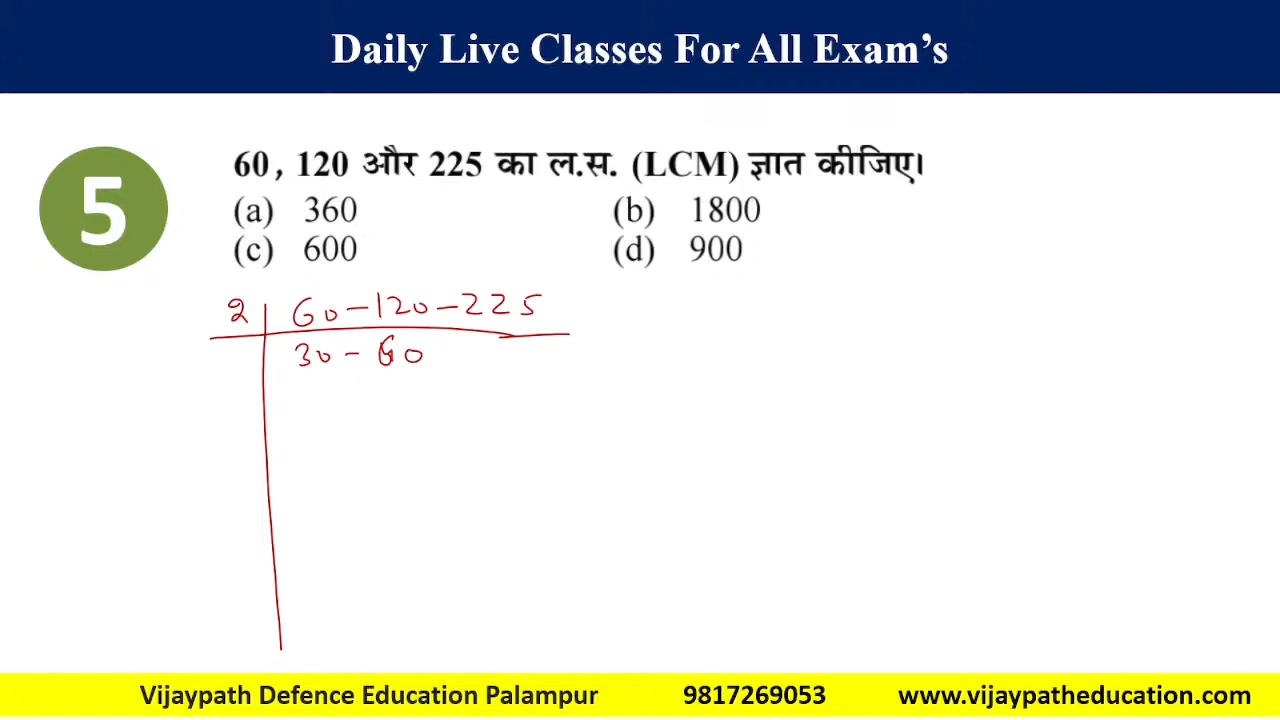 Daily Live Classes For All Exam's
5
60, 120 और 225 का ल.स. (LCM) ज्ञात कीजिए।
(a) 360 (b) 1800
(c) 600 (d) 900
2 60 - 120 - 225
30 - 60
Vijaypath Defence Education Palampur 9817269053 www.vijaypatheducation.com